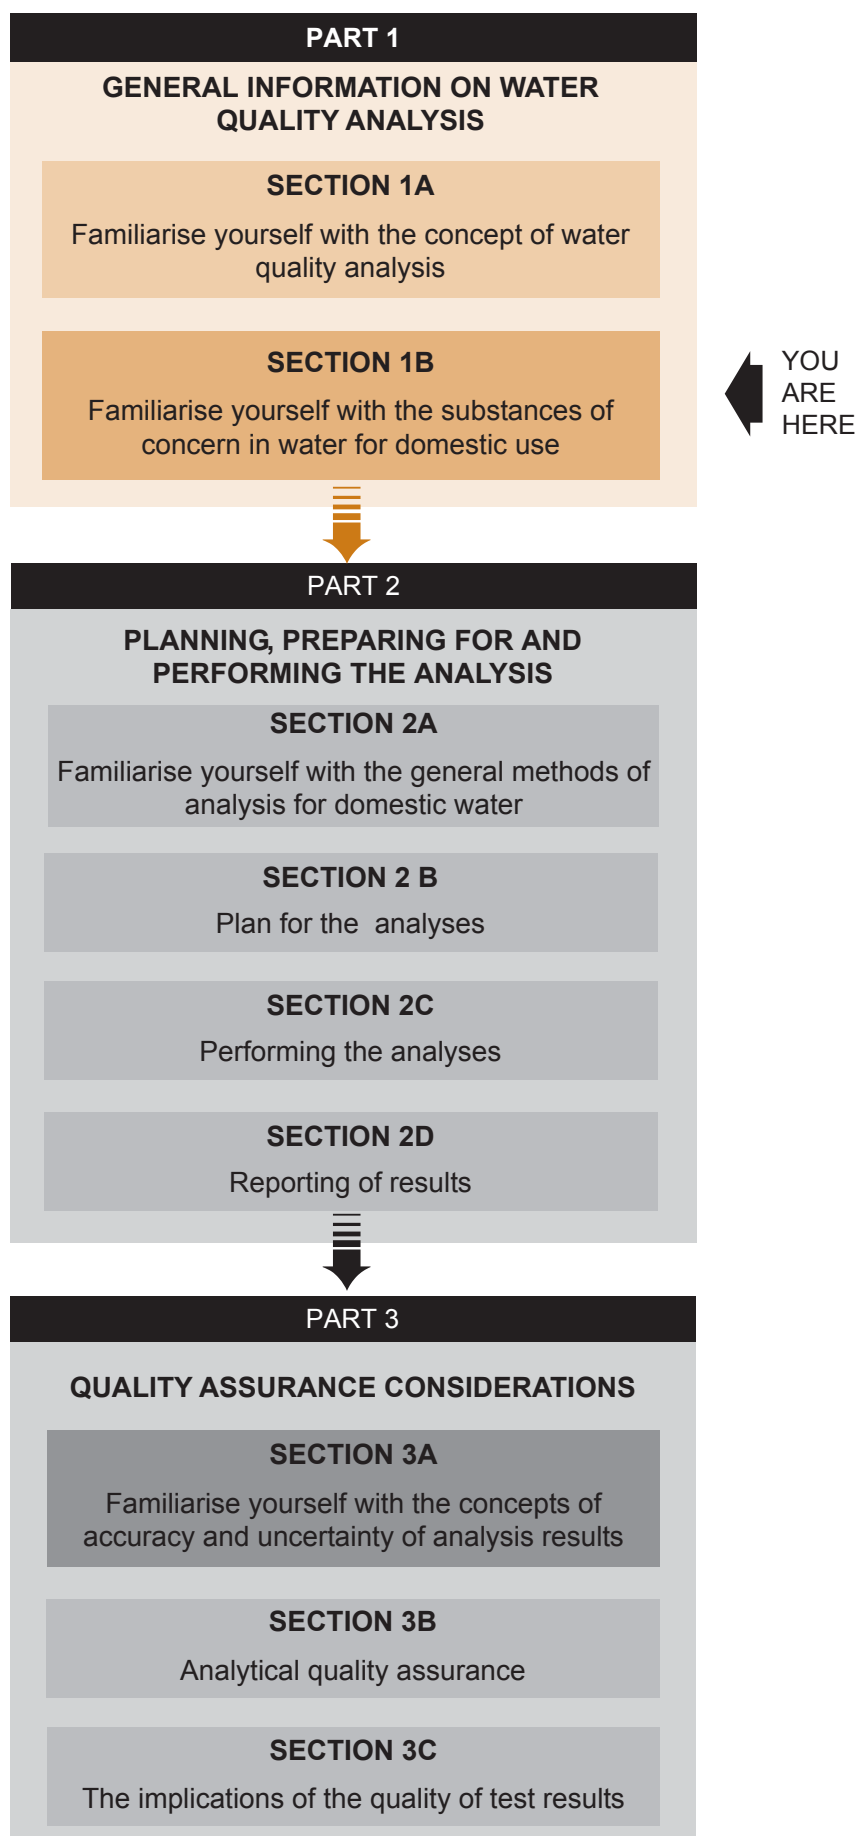 PART 1
GENERAL INFORMATION ON WATER
QUALITY ANALYSIS
SECTION 1A
Familiarise yourself with the concept of water
quality analysis
SECTION 1B
Familiarise yourself with the substances of
concern in water for domestic use
YOU
ARE
HERE
PART 2
PLANNING, PREPARING FOR AND
PERFORMING THE ANALYSIS
SECTION 2A
Familiarise yourself with the general methods of
analysis for domestic water
SECTION 2 B
Plan for the analyses
SECTION 2C
Performing the analyses
SECTION 2D
Reporting of results
PART 3
QUALITY ASSURANCE CONSIDERATIONS
SECTION 3A
Familiarise yourself with the concepts of
accuracy and uncertainty of analysis results
SECTION 3B
Analytical quality assurance
SECTION 3C
The implications of the quality of test results